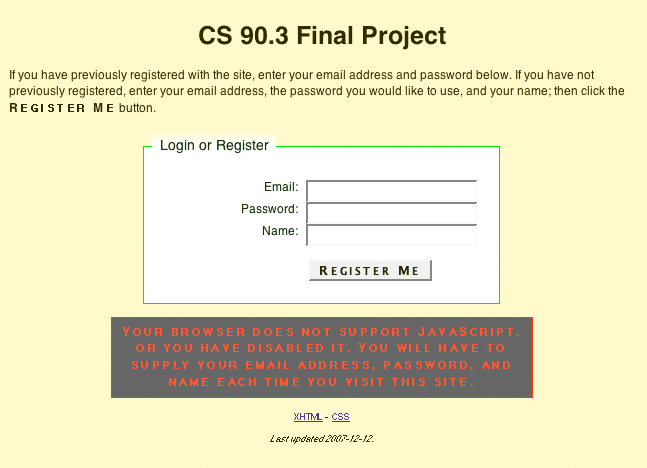 CS 90.3 Final Project
If you have previously registered with the site, enter your email address and password below. If you have not
previously registered, enter your email address, the password you would like to use, and your name; then click the
REGISTER ME button.
Login or Register
Email:
Password:
Name:
REGISTER ME
YOUR BROWSER DOES NOT SUPPORT JAVASCRIPT,
OR YOU HAVE DISABLED IT. YOU WILL HAVE TO
SUPPLY YOUR EMAIL ADDRESS, PASSWORD, AND
NAME EACH TIME YOU VISIT THIS SITE.
XHTML - CSS
Last updated 2007-12-12.